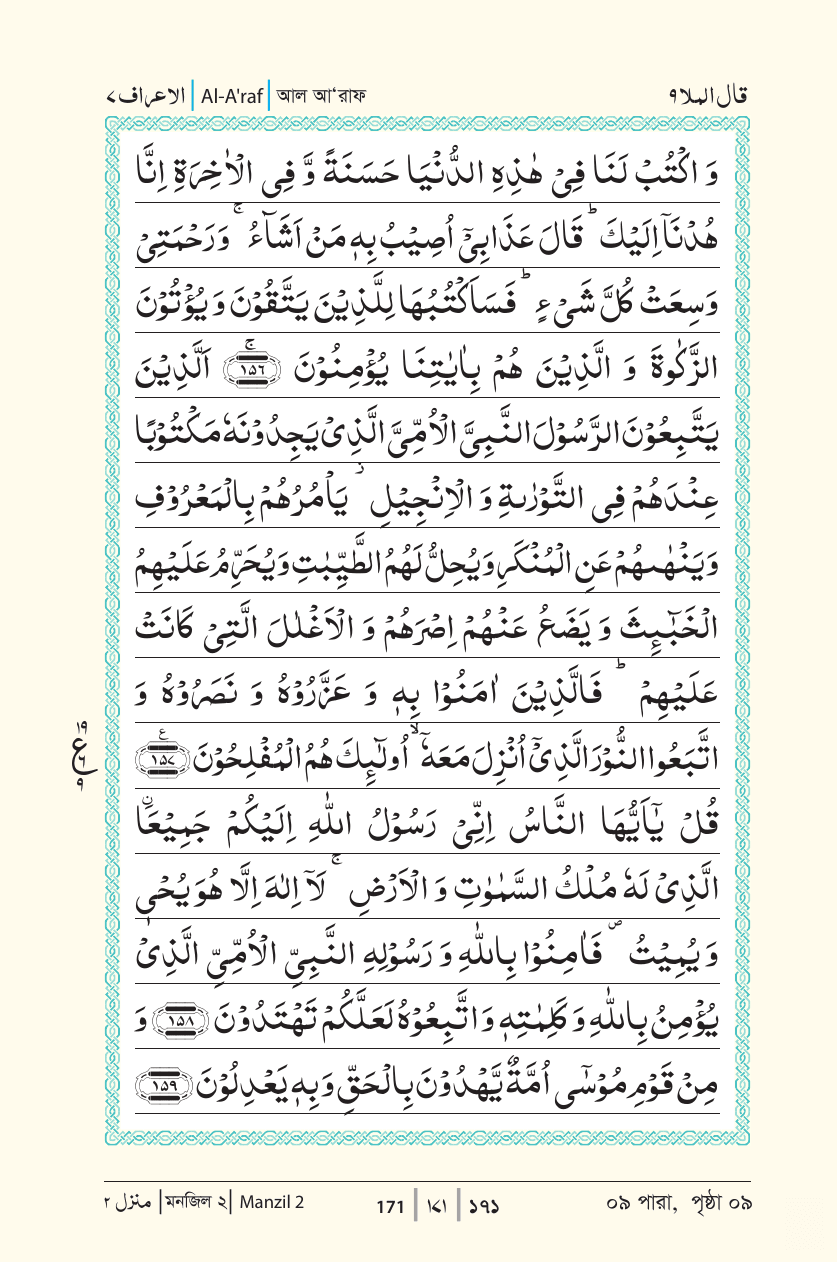 الاعراف ٧ | Al-A'raf | আল আ'রাফ
قال الملا ٩
وَ اكْتُبْ لَنَا فِىْ هٰذِهِ الدُّنْيَا حَسَنَةً وَّ فِى الْاٰخِرَةِ اِنَّا
هُدْنَاۤ اِلَيْكَ ؕ قَالَ عَذَابِىْۤ اُصِيْبُ بِهٖ مَنْ اَشَآءُ ۚ وَرَحْمَتِىْ
وَسِعَتْ كُلَّ شَىْءٍ ؕ فَسَاَكْتُبُهَا لِلَّذِيْنَ يَتَّقُوْنَ وَ يُؤْتُوْنَ
الزَّكٰوةَ وَ الَّذِيْنَ هُمْ بِاٰيٰتِنَا يُؤْمِنُوْنَ ۚ ﴿١٥٦﴾ اَلَّذِيْنَ
يَتَّبِعُوْنَ الرَّسُوْلَ النَّبِىَّ الْاُمِّىَّ الَّذِىْ يَجِدُوْنَهٗ مَكْتُوْبًا
عِنْدَهُمْ فِى التَّوْرٰٮةِ وَ الْاِنْجِيْلِ ؗ يَاْمُرُهُمْ بِالْمَعْرُوْفِ
وَيَنْهٰٮهُمْ عَنِ الْمُنْكَرِ وَيُحِلُّ لَهُمُ الطَّيِّبٰتِ وَيُحَرِّمُ عَلَيْهِمُ
الْخَبٰٓٮِٕثَ وَ يَضَعُ عَنْهُمْ اِصْرَهُمْ وَ الْاَغْلٰلَ الَّتِىْ كَانَتْ
عَلَيْهِمْ ؕ فَالَّذِيْنَ اٰمَنُوْا بِهٖ وَ عَزَّرُوْهُ وَ نَصَرُوْهُ وَ
اتَّبَعُوا النُّوْرَ الَّذِىْۤ اُنْزِلَ مَعَهٗۤ ۙ اُولٰٓٮِٕكَ هُمُ الْمُفْلِحُوْنَ ﴿١٥٧﴾ ع
١٩
ع ٦
٩
قُلْ يٰۤاَيُّهَا النَّاسُ اِنِّىْ رَسُوْلُ اللّٰهِ اِلَيْكُمْ جَمِيْعَاْ ۨ
الَّذِىْ لَهٗ مُلْكُ السَّمٰوٰتِ وَ الْاَرْضِ ۚ لَاۤ اِلٰهَ اِلَّا هُوَ يُحْىٖ
وَ يُمِيْتُ ۪ فَاٰمِنُوْا بِاللّٰهِ وَ رَسُوْلِهِ النَّبِىِّ الْاُمِّىِّ الَّذِىْ
يُؤْمِنُ بِاللّٰهِ وَ كَلِمٰتِهٖ وَ اتَّبِعُوْهُ لَعَلَّكُمْ تَهْتَدُوْنَ ﴿١٥٨﴾ وَ
مِنْ قَوْمِ مُوْسٰٓى اُمَّةٌ يَّهْدُوْنَ بِالْحَقِّ وَبِهٖ يَعْدِلُوْنَ ﴿١٥٩﴾
منزل ٢ | মনজিল ২ | Manzil 2
171 | ١٧١ | ১৭১
০৯ পারা, পৃষ্ঠা ০৯